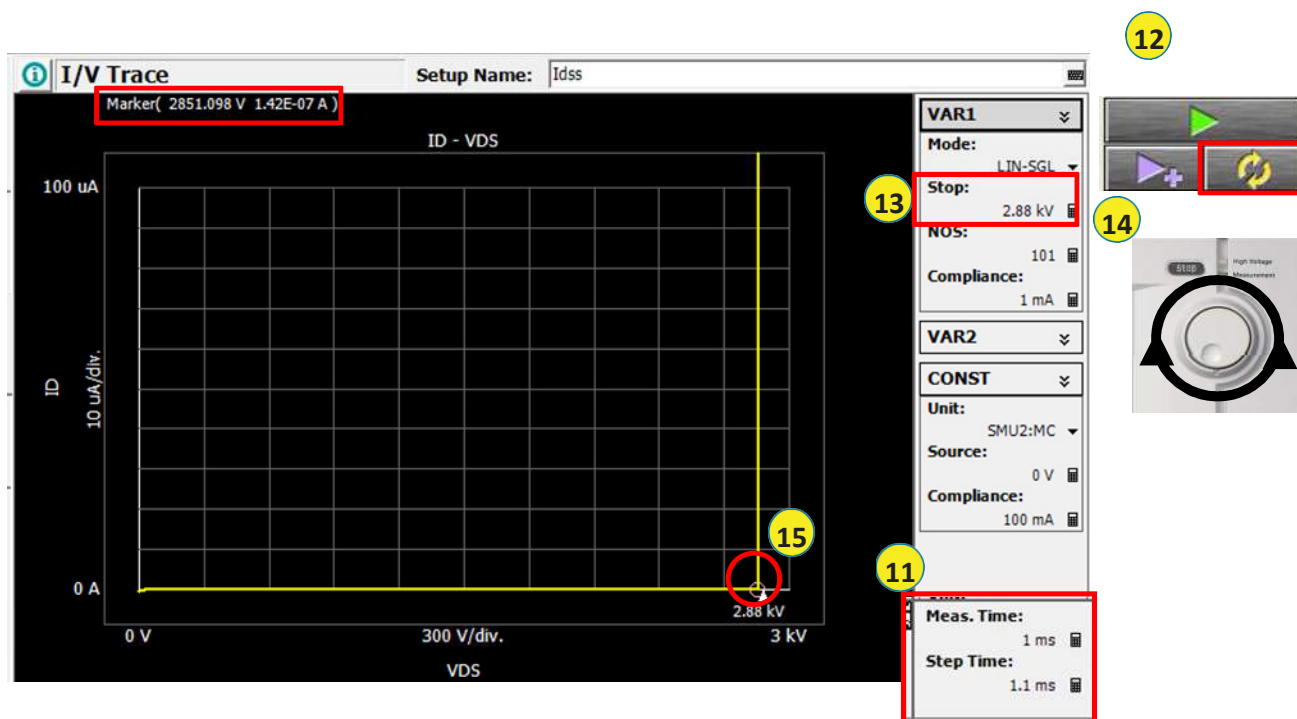 12
I/V Trace
Setup Name:
Idss
Marker( 2851.098 V 1.42E-07 A )
ID - VDS
100 uA
ID
10 uA/div.
0 A
15
2.88 kV
0 V
300 V/div.
3 kV
VDS
VAR1
Mode:
LIN-SGL
13
Stop:
2.88 kV
NOS:
101
Compliance:
1 mA
VAR2
CONST
Unit:
SMU2:MC
Source:
0 V
Compliance:
100 mA
11
Meas. Time:
1 ms
Step Time:
1.1 ms
14
Stop
High Voltage
Measurement